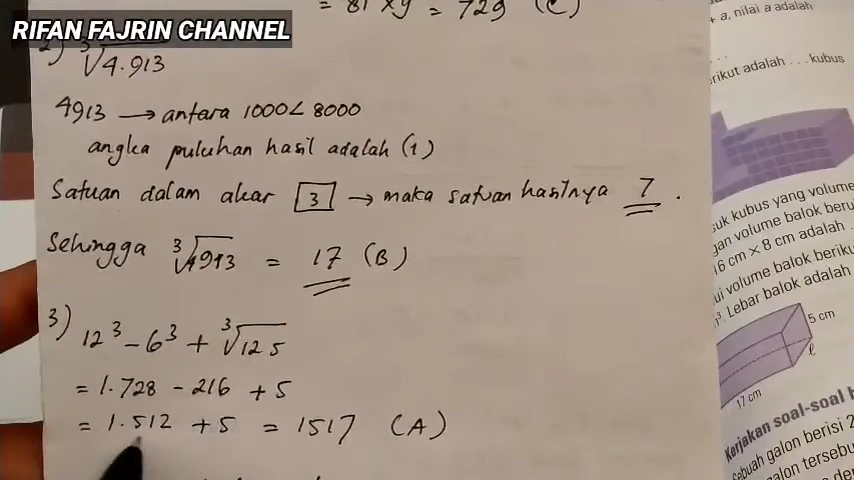 = 81 xy = 729 (C)
RIFAN FAJRIN CHANNEL
2) ∛4.913
4913 → antara 1000 < 8000
angka puluhan hasil adalah (1)
Satuan dalam akar 3 → maka satuan hasilnya 7.
Sehingga ∛4913 = 17 (B)
3) 12³ - 6³ + ∛125
= 1.728 - 216 + 5
= 1.512 + 5 = 1517 (A)
+ a, nilai a adalah
...
rikut adalah ... kubus
suk kubus yang volume
gan volume balok beru
16 cm × 8 cm adalah
ui volume balok beriku
Lebar balok adalah
5 cm
ℓ
17 cm
Kerjakan soal-soal b
Sebuah galon berisi 2
galon tersebu